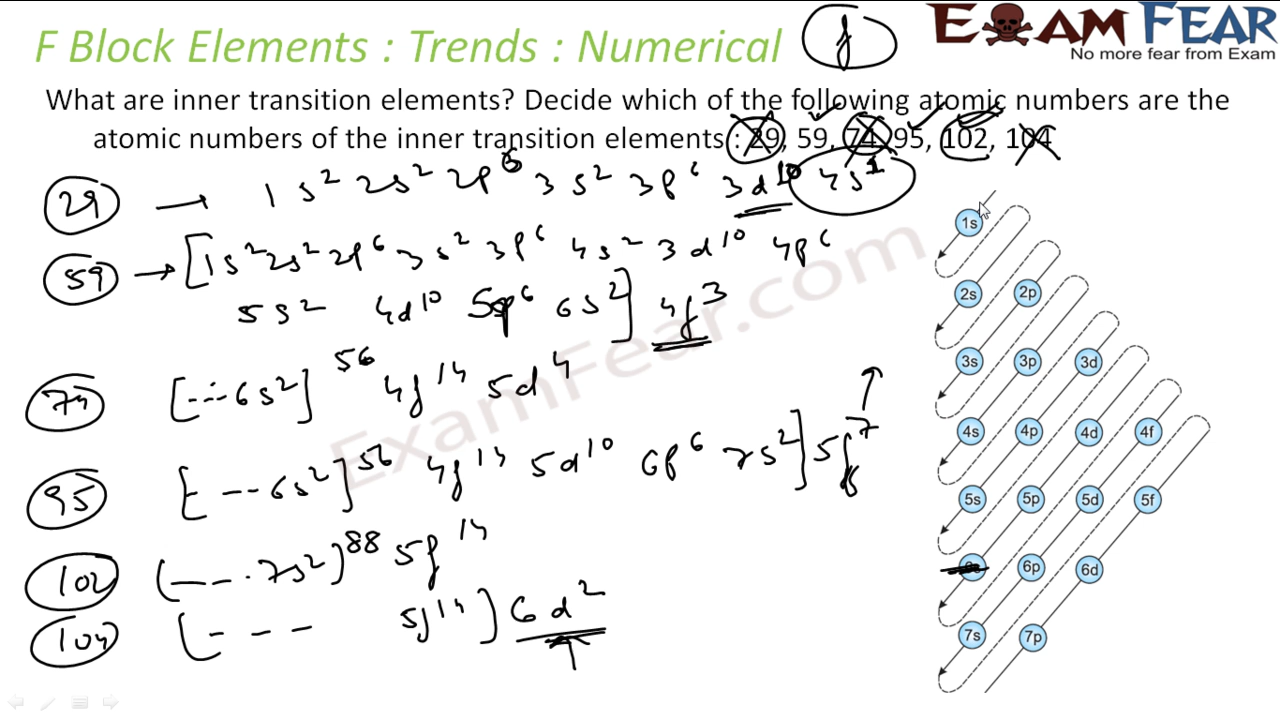 F Block Elements : Trends : Numerical
f
EXAM FEAR
No more fear from Exam
What are inner transition elements? Decide which of the following atomic numbers are the
atomic numbers of the inner transition elements : 29, 59, 74, 95, 102, 104
29 → 1s² 2s² 2p⁶ 3s² 3p⁶ 3d¹⁰ 4s¹
59 → [1s² 2s² 2p⁶ 3s² 3p⁶ 4s² 3d¹⁰ 4p⁶
5s² 4d¹⁰ 5p⁶ 6s²] 4f³
74 [--- 6s²]⁵⁶ 4f¹⁴ 5d⁴
95 [--- 6s²]⁵⁶ 4f¹⁴ 5d¹⁰ 6p⁶ 7s²] 5f⁷
102 (--- 7s²)⁸⁸ 5f¹⁴
104 [--- 5f¹⁴) 6d²
1s
2s 2p
3s 3p 3d
4s 4p 4d 4f
5s 5p 5d 5f
6p 6d
7s 7p
ExamFear.com